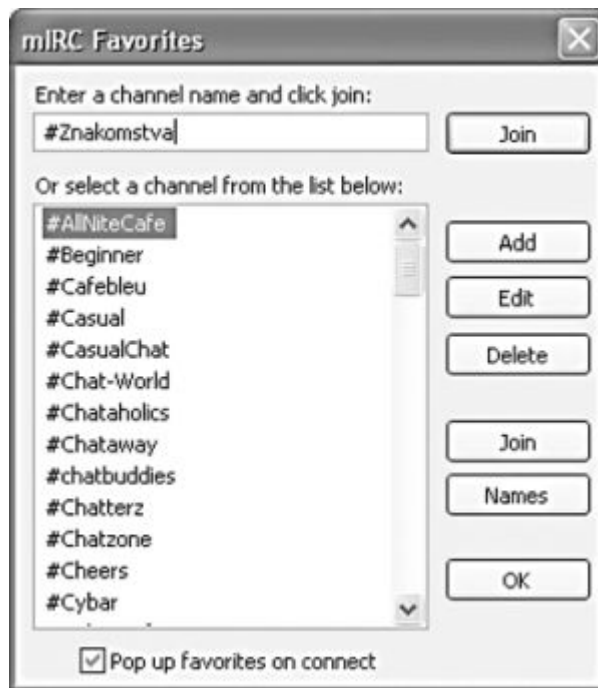 mIRC Favorites
Enter a channel name and click join:
#Znakomstva
Join
Or select a channel from the list below:
#AllNiteCafe
#Beginner
#Cafebleu
#Casual
#CasualChat
#Chat-World
#Chataholics
#Chataway
#chatbuddies
#Chatterz
#Chatzone
#Cheers
#Cybar
Add
Edit
Delete
Join
Names
OK
Pop up favorites on connect